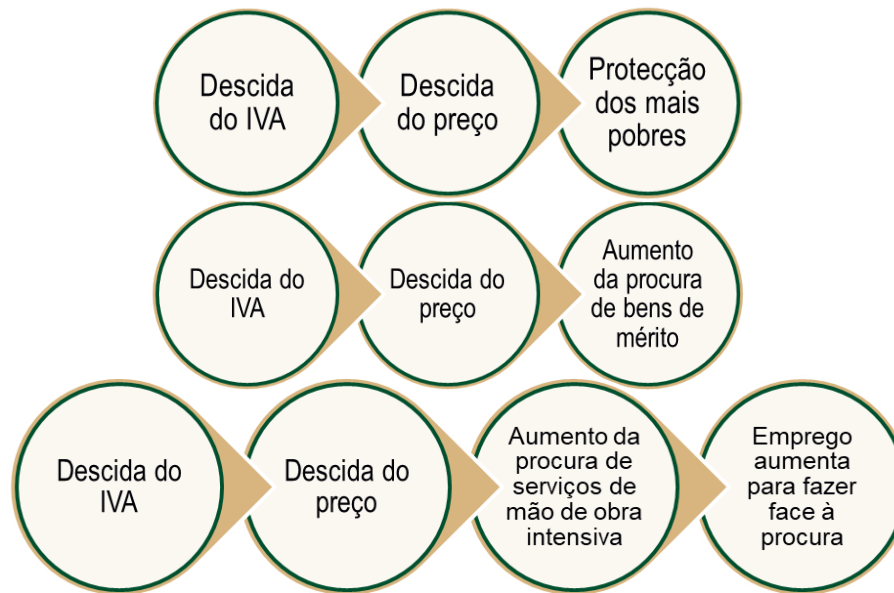 Descida
do IVA
Descida
do preço
Protecção
dos mais
pobres
Descida do
IVA
Descida do
preço
Aumento
da procura
de bens de
mérito
Descida do
IVA
Descida do
preço
Aumento da
procura de
serviços de
mão de obra
intensiva
Emprego
aumenta
para fazer
face à
procura